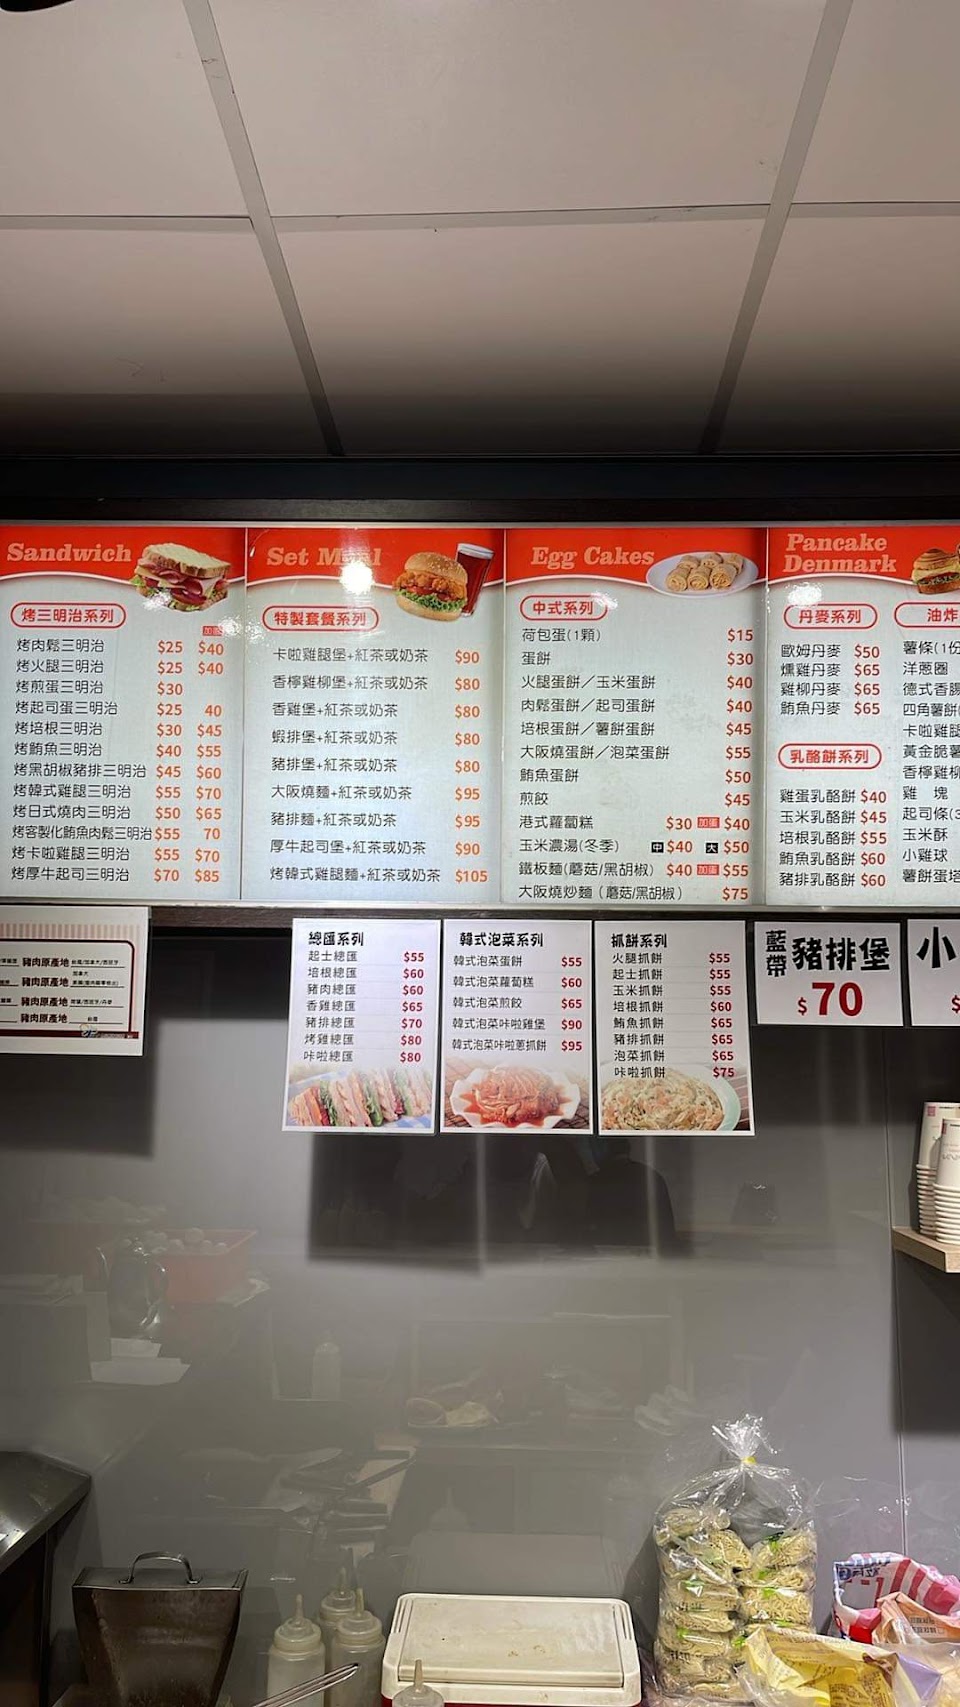 Sandwich
烤三明治系列
加蛋
烤肉鬆三明治 $25 $40
烤火腿三明治 $25 $40
烤煎蛋三明治 $30
烤起司蛋三明治 $25 40
烤培根三明治 $30 $45
烤鮪魚三明治 $40 $55
烤黑胡椒豬排三明治 $45 $60
烤韓式雞腿三明治 $55 $70
烤日式燒肉三明治 $50 $65
烤客製化鮪魚肉鬆三明治 $55 70
烤卡啦雞腿三明治 $55 $70
烤厚牛起司三明治 $70 $85
Set Meal
特製套餐系列
卡啦雞腿堡+紅茶或奶茶 $90
香檸雞柳堡+紅茶或奶茶 $80
香雞堡+紅茶或奶茶 $80
蝦排堡+紅茶或奶茶 $80
豬排堡+紅茶或奶茶 $80
大阪燒麵+紅茶或奶茶 $95
豬排麵+紅茶或奶茶 $95
厚牛起司堡+紅茶或奶茶 $90
烤韓式雞腿麵+紅茶或奶茶 $105
Egg Cakes
中式系列
荷包蛋(1顆) $15
蛋餅 $30
火腿蛋餅／玉米蛋餅 $40
肉鬆蛋餅／起司蛋餅 $40
培根蛋餅／薯餅蛋餅 $45
大阪燒蛋餅／泡菜蛋餅 $55
鮪魚蛋餅 $50
煎餃 $45
港式蘿蔔糕 $30 加蛋 $40
玉米濃湯(冬季) 中 $40 大 $50
鐵板麵(蘑菇/黑胡椒) $40 加蛋 $55
大阪燒炒麵(蘑菇/黑胡椒) $75
Pancake
Denmark
丹麥系列
歐姆丹麥 $50
燻雞丹麥 $65
雞柳丹麥 $65
鮪魚丹麥 $65
乳酪餅系列
雞蛋乳酪餅 $40
玉米乳酪餅 $45
培根乳酪餅 $55
鮪魚乳酪餅 $60
豬排乳酪餅 $60
油炸
薯條(1份
洋蔥圈
德式香腸
四角薯餅
卡啦雞腿
黃金脆薯
香檸雞柳
雞 塊
起司條(3
玉米酥
小雞球
薯餅蛋塔
豬肉原產地
豬肉原產地
加拿大
豬肉原產地
豬肉原產地
總匯系列
起士總匯 $55
培根總匯 $60
豬肉總匯 $60
香雞總匯 $65
豬排總匯 $70
烤雞總匯 $80
咔啦總匯 $80
韓式泡菜系列
韓式泡菜蛋餅 $55
韓式泡菜蘿蔔糕 $60
韓式泡菜煎餃 $65
韓式泡菜咔啦雞堡 $90
韓式泡菜咔啦蔥抓餅 $95
抓餅系列
火腿抓餅 $55
起士抓餅 $55
玉米抓餅 $55
培根抓餅 $60
鮪魚抓餅 $65
豬排抓餅 $65
泡菜抓餅 $65
咔啦抓餅 $75
藍帶豬排堡
$70
小
$